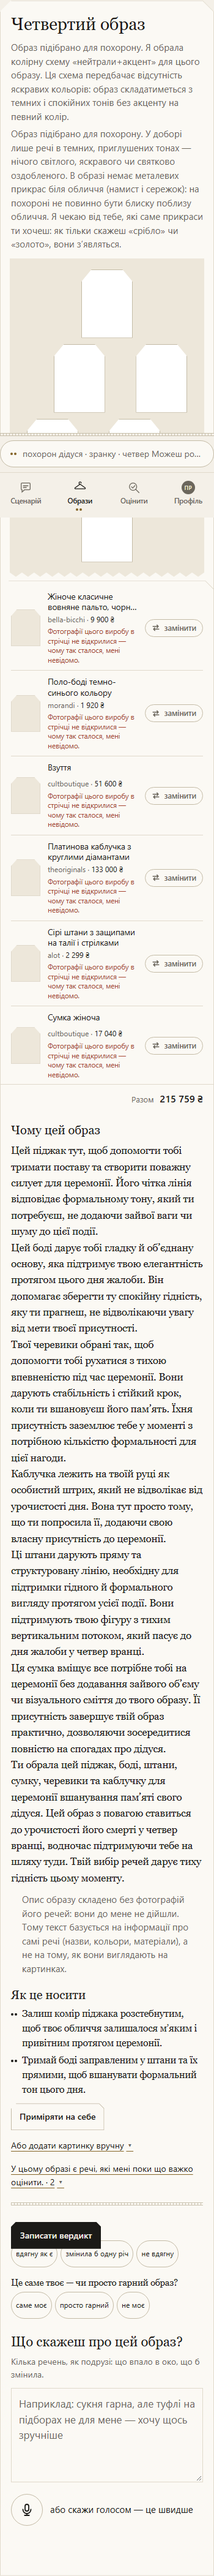 Четвертий образ
Образ підібрано для похорону. Я обрала
колірну схему «нейтрали+акцент» для цього
образу. Ця схема передбачає відсутність
яскравих кольорів: образ складатиметься з
темних і спокійних тонів без акценту на
певний колір.
Образ підібрано для похорону. У доборі
лише речі в темних, приглушених тонах —
нічого світлого, яскравого чи святково
оздобленого. В образі немає металевих
прикрас біля обличчя (намист і сережок): на
похороні не повинно бути блиску поблизу
обличчя. Я чекаю від тебе, які саме прикраси
ти хочеш: як тільки скажеш «срібло» чи
«золото», вони з'являться.
похорон дідуся · зранку · четвер Можеш ро...
Сценарій
Образи
Оцінити
ПР
Профіль
Жіноче класичне
вовняне пальто, чорн...
bella-bicchi · 9 900 ₴
Фотографії цього виробу в
стрічці не відкрилися —
чому так сталося, мені
невідомо.
замінити
Поло-боді темно-
синього кольору
morandi · 1 920 ₴
Фотографії цього виробу в
стрічці не відкрилися —
чому так сталося, мені
невідомо.
замінити
Взуття
cultboutique · 51 600 ₴
Фотографії цього виробу в
стрічці не відкрилися —
чому так сталося, мені
невідомо.
замінити
Платинова каблучка з
круглими діамантами
theoriginals · 133 000 ₴
Фотографії цього виробу в
стрічці не відкрилися —
чому так сталося, мені
невідомо.
замінити
Сірі штани з защипами
на талії і стрілками
alot · 2 299 ₴
Фотографії цього виробу в
стрічці не відкрилися —
чому так сталося, мені
невідомо.
замінити
Сумка жіноча
cultboutique · 17 040 ₴
Фотографії цього виробу в
стрічці не відкрилися —
чому так сталося, мені
невідомо.
замінити
Разом 215 759 ₴
Чому цей образ
Цей піджак тут, щоб допомогти тобі
тримати поставу та створити поважну
силует для церемонії. Його чітка лінія
відповідає формальному тону, який ти
потребуєш, не додаючи зайвої ваги чи
шуму до цієї події.
Цей боді дарує тобі гладку й об'єднану
основу, яка підтримує твою елегантність
протягом цього дня жалоби. Він
допомагає зберегти ту спокійну гідність,
яку ти прагнеш, не відволікаючи увагу
від мети твоєї присутності.
Твої черевики обрані так, щоб
допомогти тобі рухатися з тихою
впевненістю під час церемонії. Вони
дарують стабільність і стійкий крок,
коли ти вшановуєш його пам'ять. Їхня
присутність заземлює тебе у моменті з
потрібною кількістю формальності для
цієї нагоди.
Каблучка лежить на твоїй руці як
особистий штрих, який не відволікає від
урочистості дня. Вона тут просто тому,
що ти попросила її, додаючи свою
власну присутність до церемонії.
Ці штани дарують пряму та
структуровану лінію, необхідну для
підтримки гідного й формального
вигляду протягом усієї події. Вони
підтримують твою фігуру з тихим
вертикальним потоком, який пасує до
дня жалоби у четвер вранці.
Ця сумка вміщує все потрібне тобі на
церемонії без додавання зайвого об'єму
чи візуального сміття до твого образу. Її
присутність завершує твій образ
практично, дозволяючи зосередитися
повністю на спогадах про дідуся.
Ти обрала цей піджак, боді, штани,
сумку, черевики та каблучку для
церемонії вшанування пам'яті свого
дідуся. Цей образ з повагою ставиться
до урочистості його смерті у четвер
вранці, водночас підтримуючи тебе на
шляху туди. Твій вибір речей дарує тиху
гідність цьому моменту.
Опис образу складено без фотографій
його речей: вони до мене не дійшли.
Тому текст базується на інформації про
самі речі (назви, кольори, матеріали), а
не на тому, як вони виглядають на
картинках.
Як це носити
Залиш комір піджака розстебнутим,
щоб твоє обличчя залишалося м'яким і
привітним протягом церемонії.
Тримай боді заправленим у штани та їх
прямими, щоб вшанувати формальний
тон цього дня.
Приміряти на себе
Або додати картинку вручну
У цьому образі є речі, які мені поки що важко
оцінити. · 2
Записати вердикт
вдягну як є
змінила б одну річ
не вдягну
Це саме твоє — чи просто гарний образ?
саме моє
просто гарний
не моє
Що скажеш про цей образ?
Кілька речень, як подрузі: що впало в око, що б
змінила.
Наприклад: сукня гарна, але туфлі на
підборах не для мене — хочу щось
зручніше
або скажи голосом — це швидше